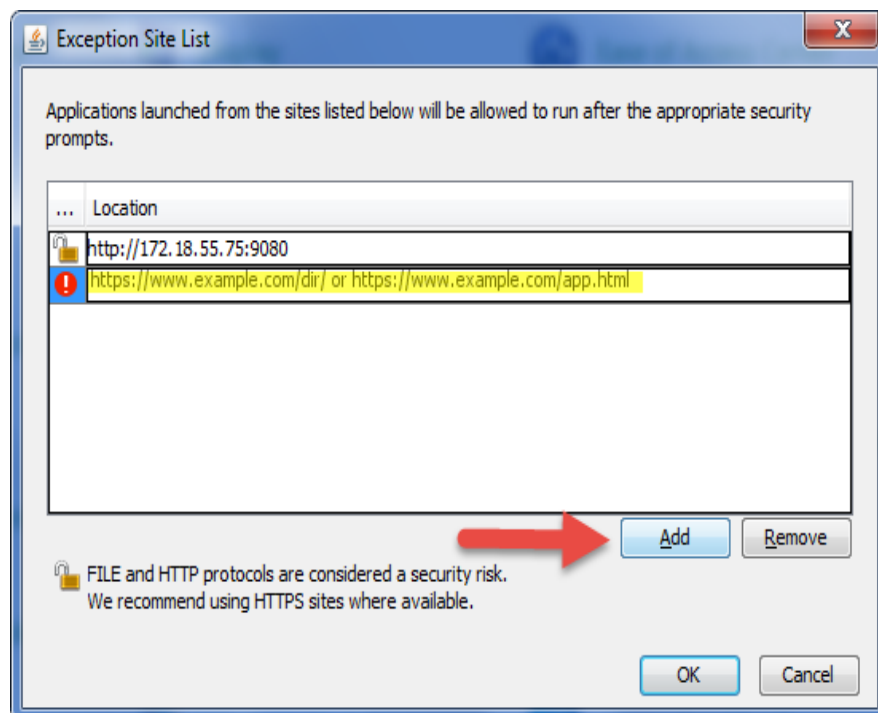 Exception Site List
X
Applications launched from the sites listed below will be allowed to run after the appropriate security
prompts.
... Location
http://172.18.55.75:9080
https://www.example.com/dir/ or https://www.example.com/app.html
Add Remove
FILE and HTTP protocols are considered a security risk.
We recommend using HTTPS sites where available.
OK Cancel